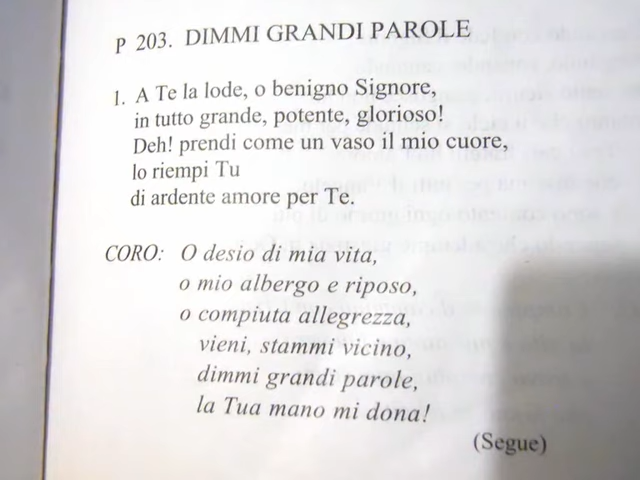 P 203. DIMMI GRANDI PAROLE
1. A Te la lode, o benigno Signore,
in tutto grande, potente, glorioso!
Deh! prendi come un vaso il mio cuore,
lo riempi Tu
di ardente amore per Te.
CORO: O desio di mia vita,
o mio albergo e riposo,
o compiuta allegrezza,
vieni, stammi vicino,
dimmi grandi parole,
la Tua mano mi dona!
(Segue)